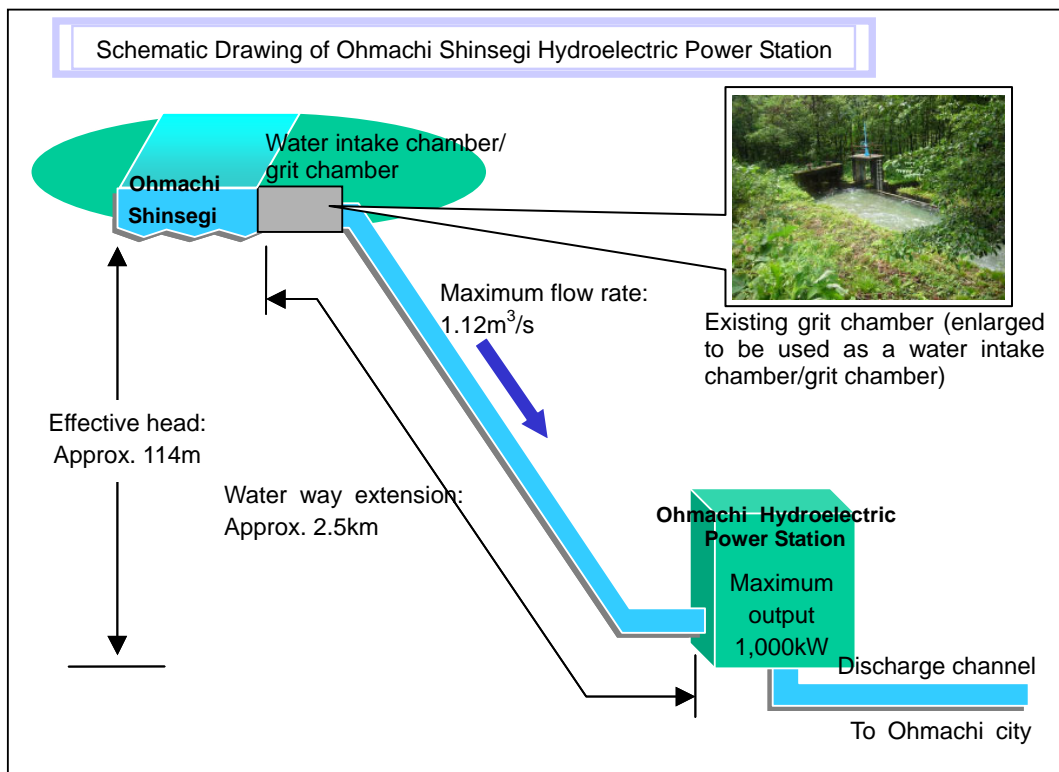 Schematic Drawing of Ohmachi Shinsegi Hydroelectric Power Station
Water intake chamber/
grit chamber
Ohmachi
Shinsegi
Maximum flow rate:
1.12m³/s
Existing grit chamber (enlarged
to be used as a water intake
chamber/grit chamber)
Effective head:
Approx. 114m
Water way extension:
Approx. 2.5km
Ohmachi Hydroelectric
Power Station
Maximum
output
1,000kW
Discharge channel
To Ohmachi city